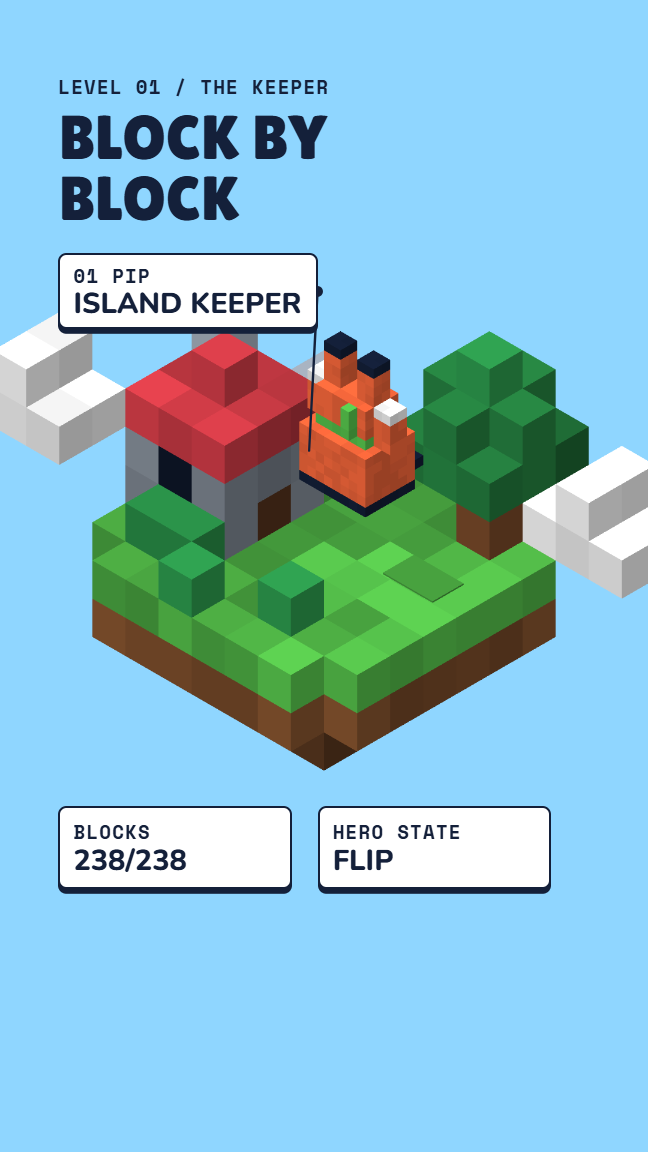 LEVEL 01 / THE KEEPER
BLOCK BY
BLOCK
01 PIP
ISLAND KEEPER
BLOCKS
238/238
HERO STATE
FLIP